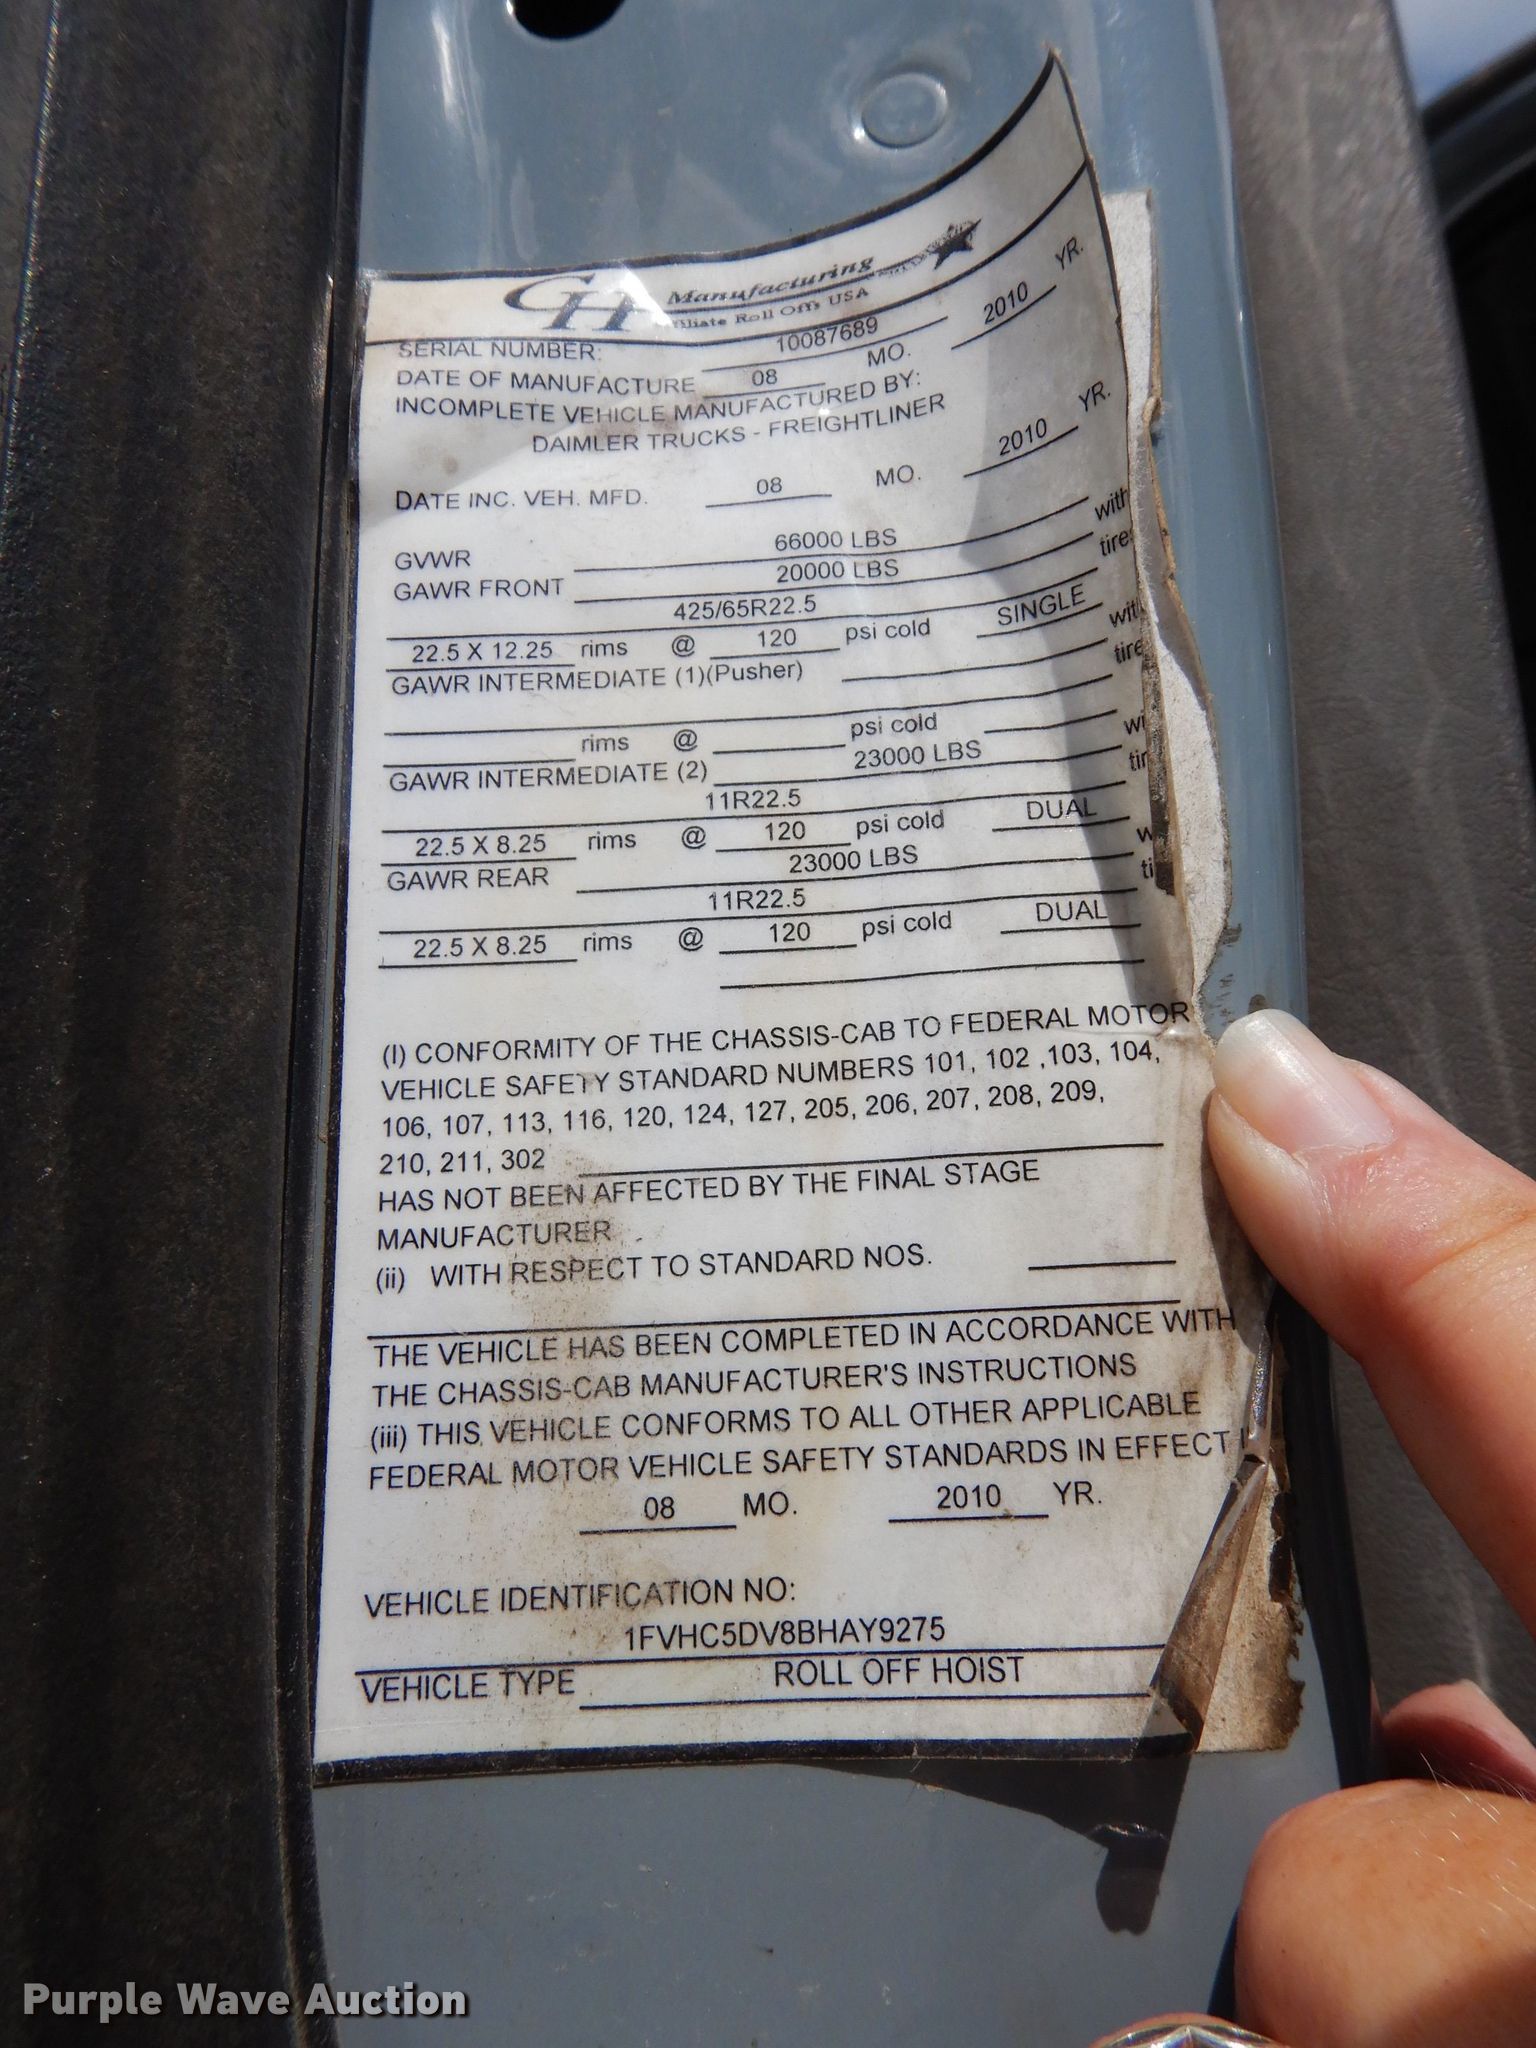 GH Manufacturing
filiate Roll Offs USA
SERIAL NUMBER: 10087689
DATE OF MANUFACTURE 08 MO. 2010 YR.
INCOMPLETE VEHICLE MANUFACTURED BY:
DAIMLER TRUCKS - FREIGHTLINER
DATE INC. VEH. MFD. 08 MO. 2010 YR.
GVWR 66000 LBS
GAWR FRONT 20000 LBS with
425/65R22.5 tires
22.5 X 12.25 rims @ 120 psi cold SINGLE
GAWR INTERMEDIATE (1)(Pusher) with
tire
rims @ psi cold
GAWR INTERMEDIATE (2) 23000 LBS wi
11R22.5 tir
22.5 X 8.25 rims @ 120 psi cold DUAL
GAWR REAR 23000 LBS w
11R22.5 ti
22.5 X 8.25 rims @ 120 psi cold DUAL
(I) CONFORMITY OF THE CHASSIS-CAB TO FEDERAL MOTOR
VEHICLE SAFETY STANDARD NUMBERS 101, 102 ,103, 104,
106, 107, 113, 116, 120, 124, 127, 205, 206, 207, 208, 209,
210, 211, 302
HAS NOT BEEN AFFECTED BY THE FINAL STAGE
MANUFACTURER
(ii) WITH RESPECT TO STANDARD NOS.
THE VEHICLE HAS BEEN COMPLETED IN ACCORDANCE WITH
THE CHASSIS-CAB MANUFACTURER'S INSTRUCTIONS
(iii) THIS VEHICLE CONFORMS TO ALL OTHER APPLICABLE
FEDERAL MOTOR VEHICLE SAFETY STANDARDS IN EFFECT
08 MO. 2010 YR.
VEHICLE IDENTIFICATION NO:
1FVHC5DV8BHAY9275
VEHICLE TYPE ROLL OFF HOIST
Purple Wave Auction